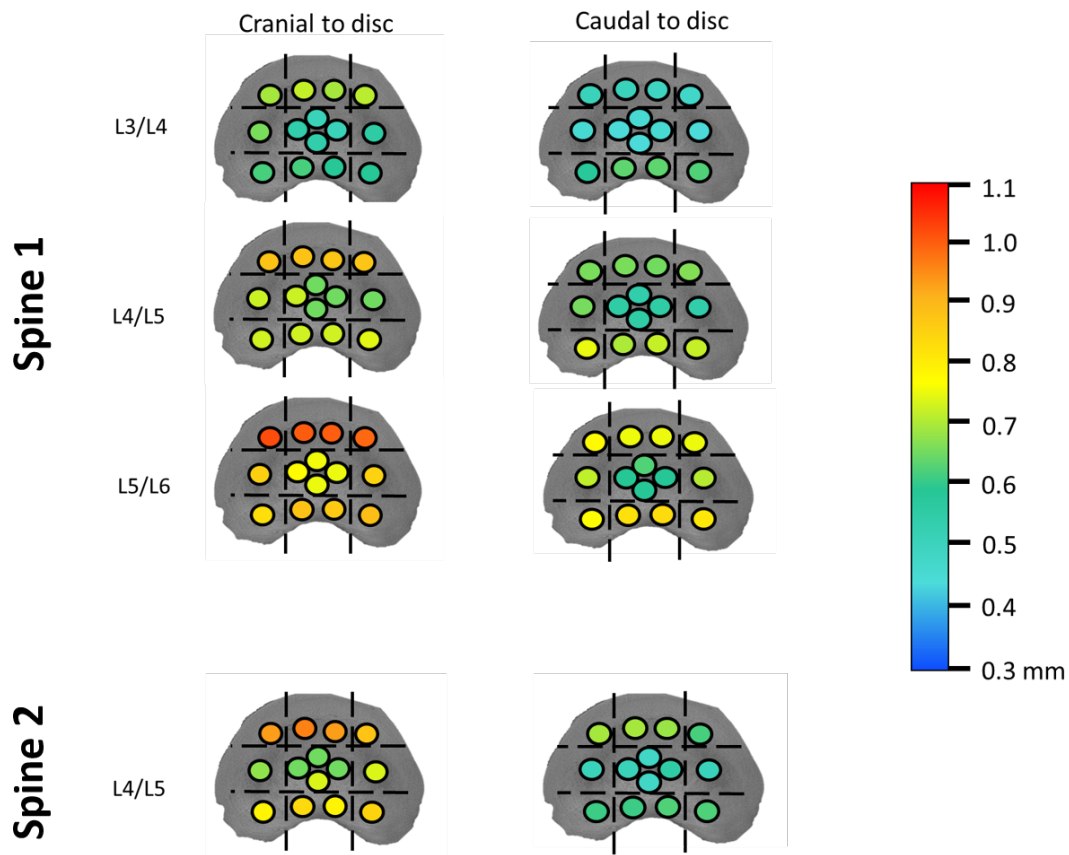 Cranial to disc
Caudal to disc
Spine 1
L3/L4
L4/L5
L5/L6
1.1
1.0
0.9
0.8
0.7
0.6
0.5
0.4
0.3 mm
Spine 2
L4/L5